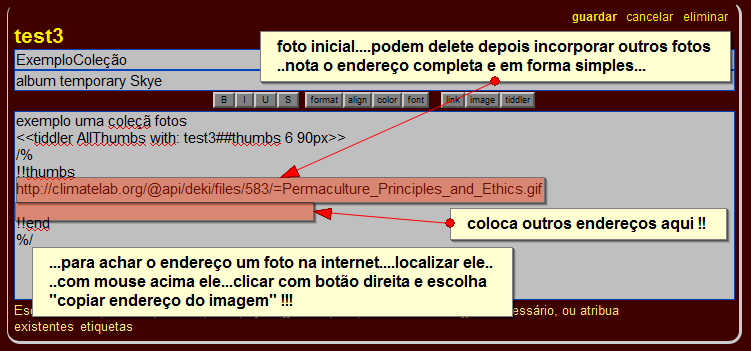 guardar cancelar eliminar
test3
foto inicial....podem delete depois incorporar outros fotos
..nota o endereço completa e em forma simples...
ExemploColeção
album temporary Skye
B I U S format align color font link image tiddler
exemplo uma coleçã fotos
<<tiddler AllThumbs with: test3##thumbs 6 90px>>
/%
!!thumbs
http://climatelab.org/@api/deki/files/583/=Permaculture_Principles_and_Ethics.gif
coloca outros endereços aqui !!
!!end
%/
...para achar o endereço um foto na internet....localizar ele..
..com mouse acima ele...clicar com botão direita e escolha
"copiar endereço do imagem" !!!
ou atribua
existentes etiquetas